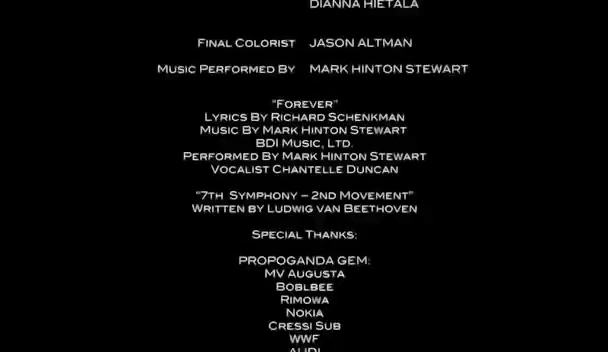 DIANNA HIETALA
FINAL COLORIST JASON ALTMAN
MUSIC PERFORMED BY MARK HINTON STEWART
"FOREVER"
LYRICS BY RICHARD SCHENKMAN
MUSIC BY MARK HINTON STEWART
BDI MUSIC, LTD.
PERFORMED BY MARK HINTON STEWART
VOCALIST CHANTELLE DUNCAN
"7TH SYMPHONY – 2ND MOVEMENT"
WRITTEN BY LUDWIG VAN BEETHOVEN
SPECIAL THANKS:
PROPOGANDA GEM:
MV AUGUSTA
BOBLBEE
RIMOWA
NOKIA
CRESSI SUB
WWF
AUDI